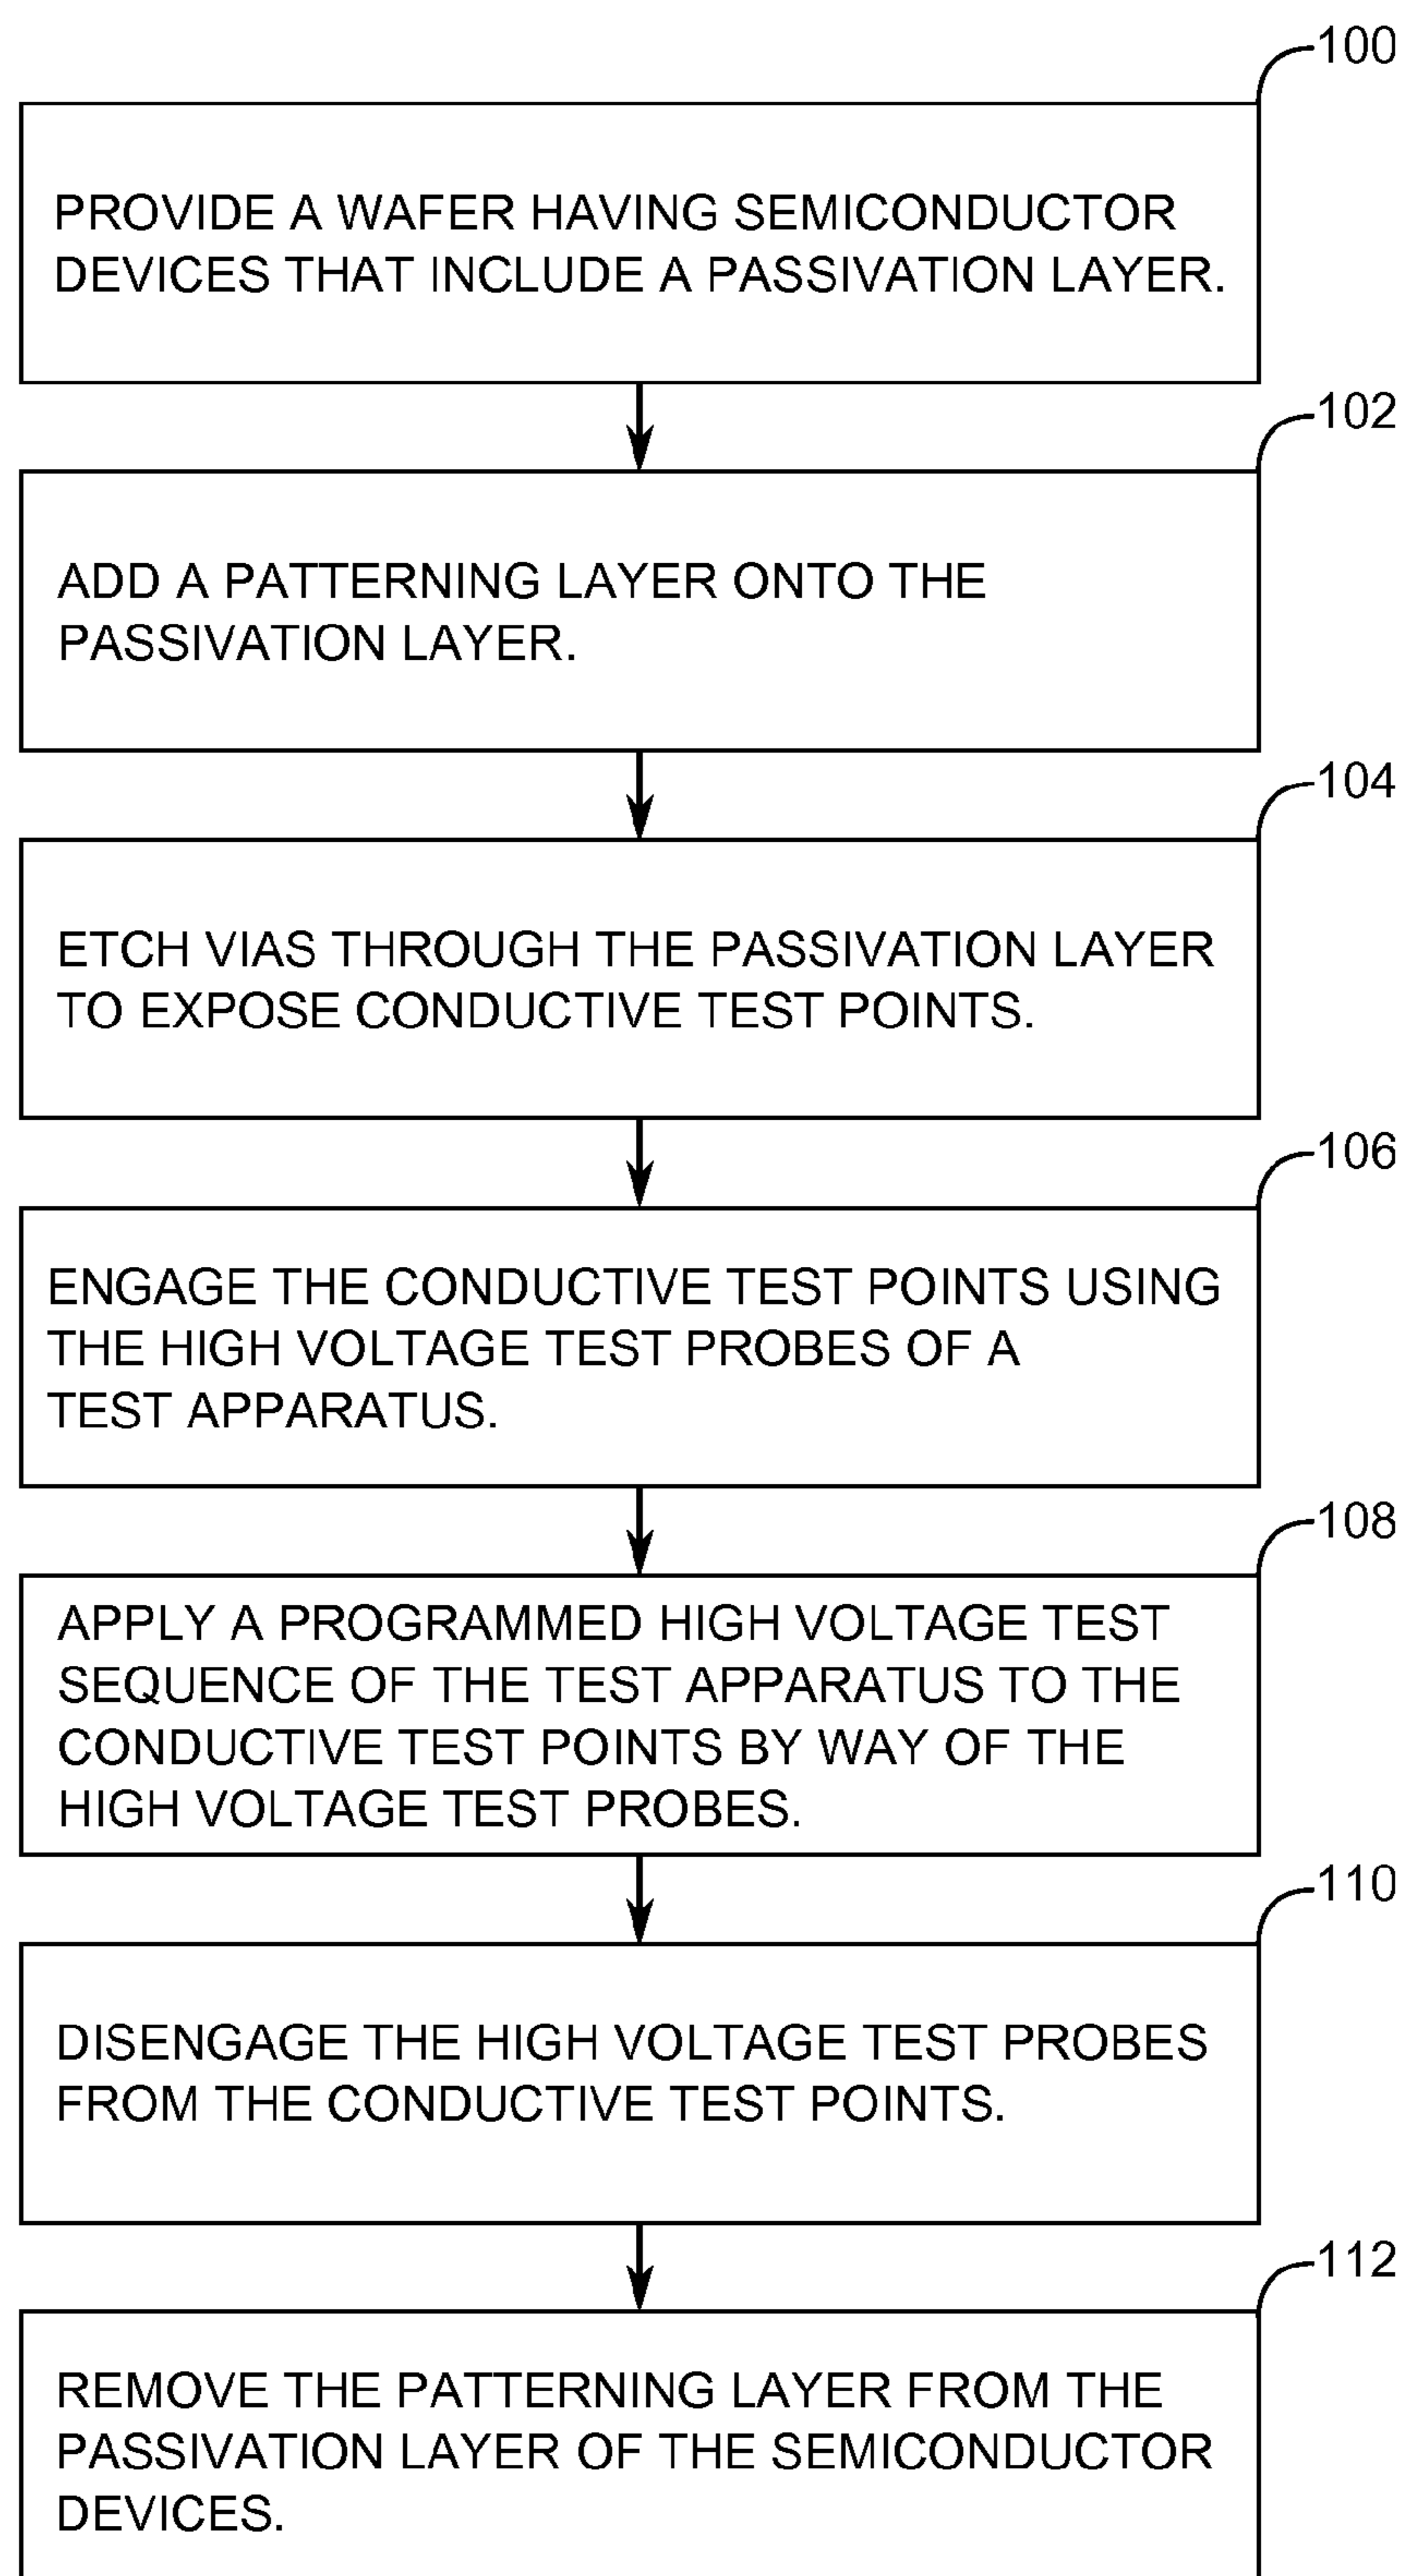 100
PROVIDE A WAFER HAVING SEMICONDUCTOR
DEVICES THAT INCLUDE A PASSIVATION LAYER.
102
ADD A PATTERNING LAYER ONTO THE
PASSIVATION LAYER.
104
ETCH VIAS THROUGH THE PASSIVATION LAYER
TO EXPOSE CONDUCTIVE TEST POINTS.
106
ENGAGE THE CONDUCTIVE TEST POINTS USING
THE HIGH VOLTAGE TEST PROBES OF A
TEST APPARATUS.
108
APPLY A PROGRAMMED HIGH VOLTAGE TEST
SEQUENCE OF THE TEST APPARATUS TO THE
CONDUCTIVE TEST POINTS BY WAY OF THE
HIGH VOLTAGE TEST PROBES.
110
DISENGAGE THE HIGH VOLTAGE TEST PROBES
FROM THE CONDUCTIVE TEST POINTS.
112
REMOVE THE PATTERNING LAYER FROM THE
PASSIVATION LAYER OF THE SEMICONDUCTOR
DEVICES.